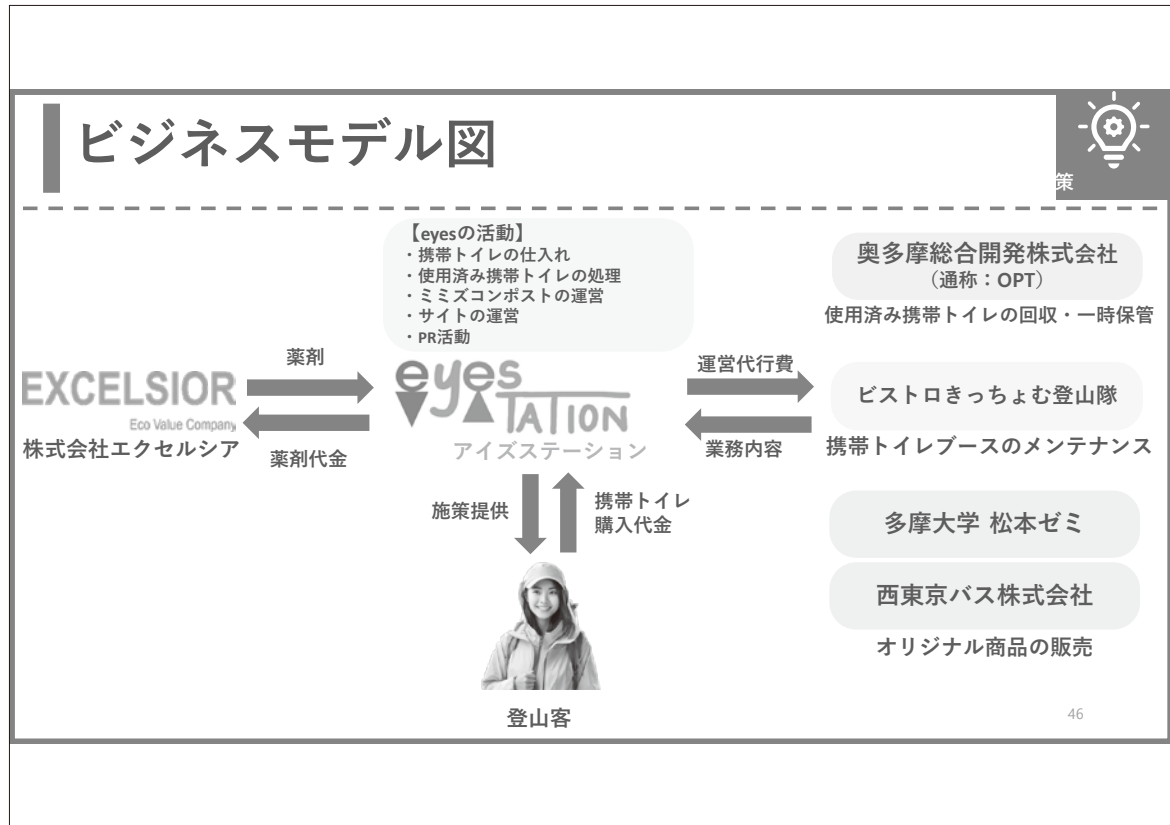 ビジネスモデル図
策
【eyesの活動】
・携帯トイレの仕入れ
・使用済み携帯トイレの処理
・ミミズコンポストの運営
・サイトの運営
・PR活動
奥多摩総合開発株式会社
（通称：OPT）
使用済み携帯トイレの回収・一時保管
薬剤
EXCELSIOR
Eco Value Company
株式会社エクセルシア
薬剤代金
eyes
TATION
アイズステーション
運営代行費
業務内容
ビストロきっちょむ登山隊
携帯トイレブースのメンテナンス
施策提供
携帯トイレ
購入代金
多摩大学 松本ゼミ
西東京バス株式会社
オリジナル商品の販売
登山客
46